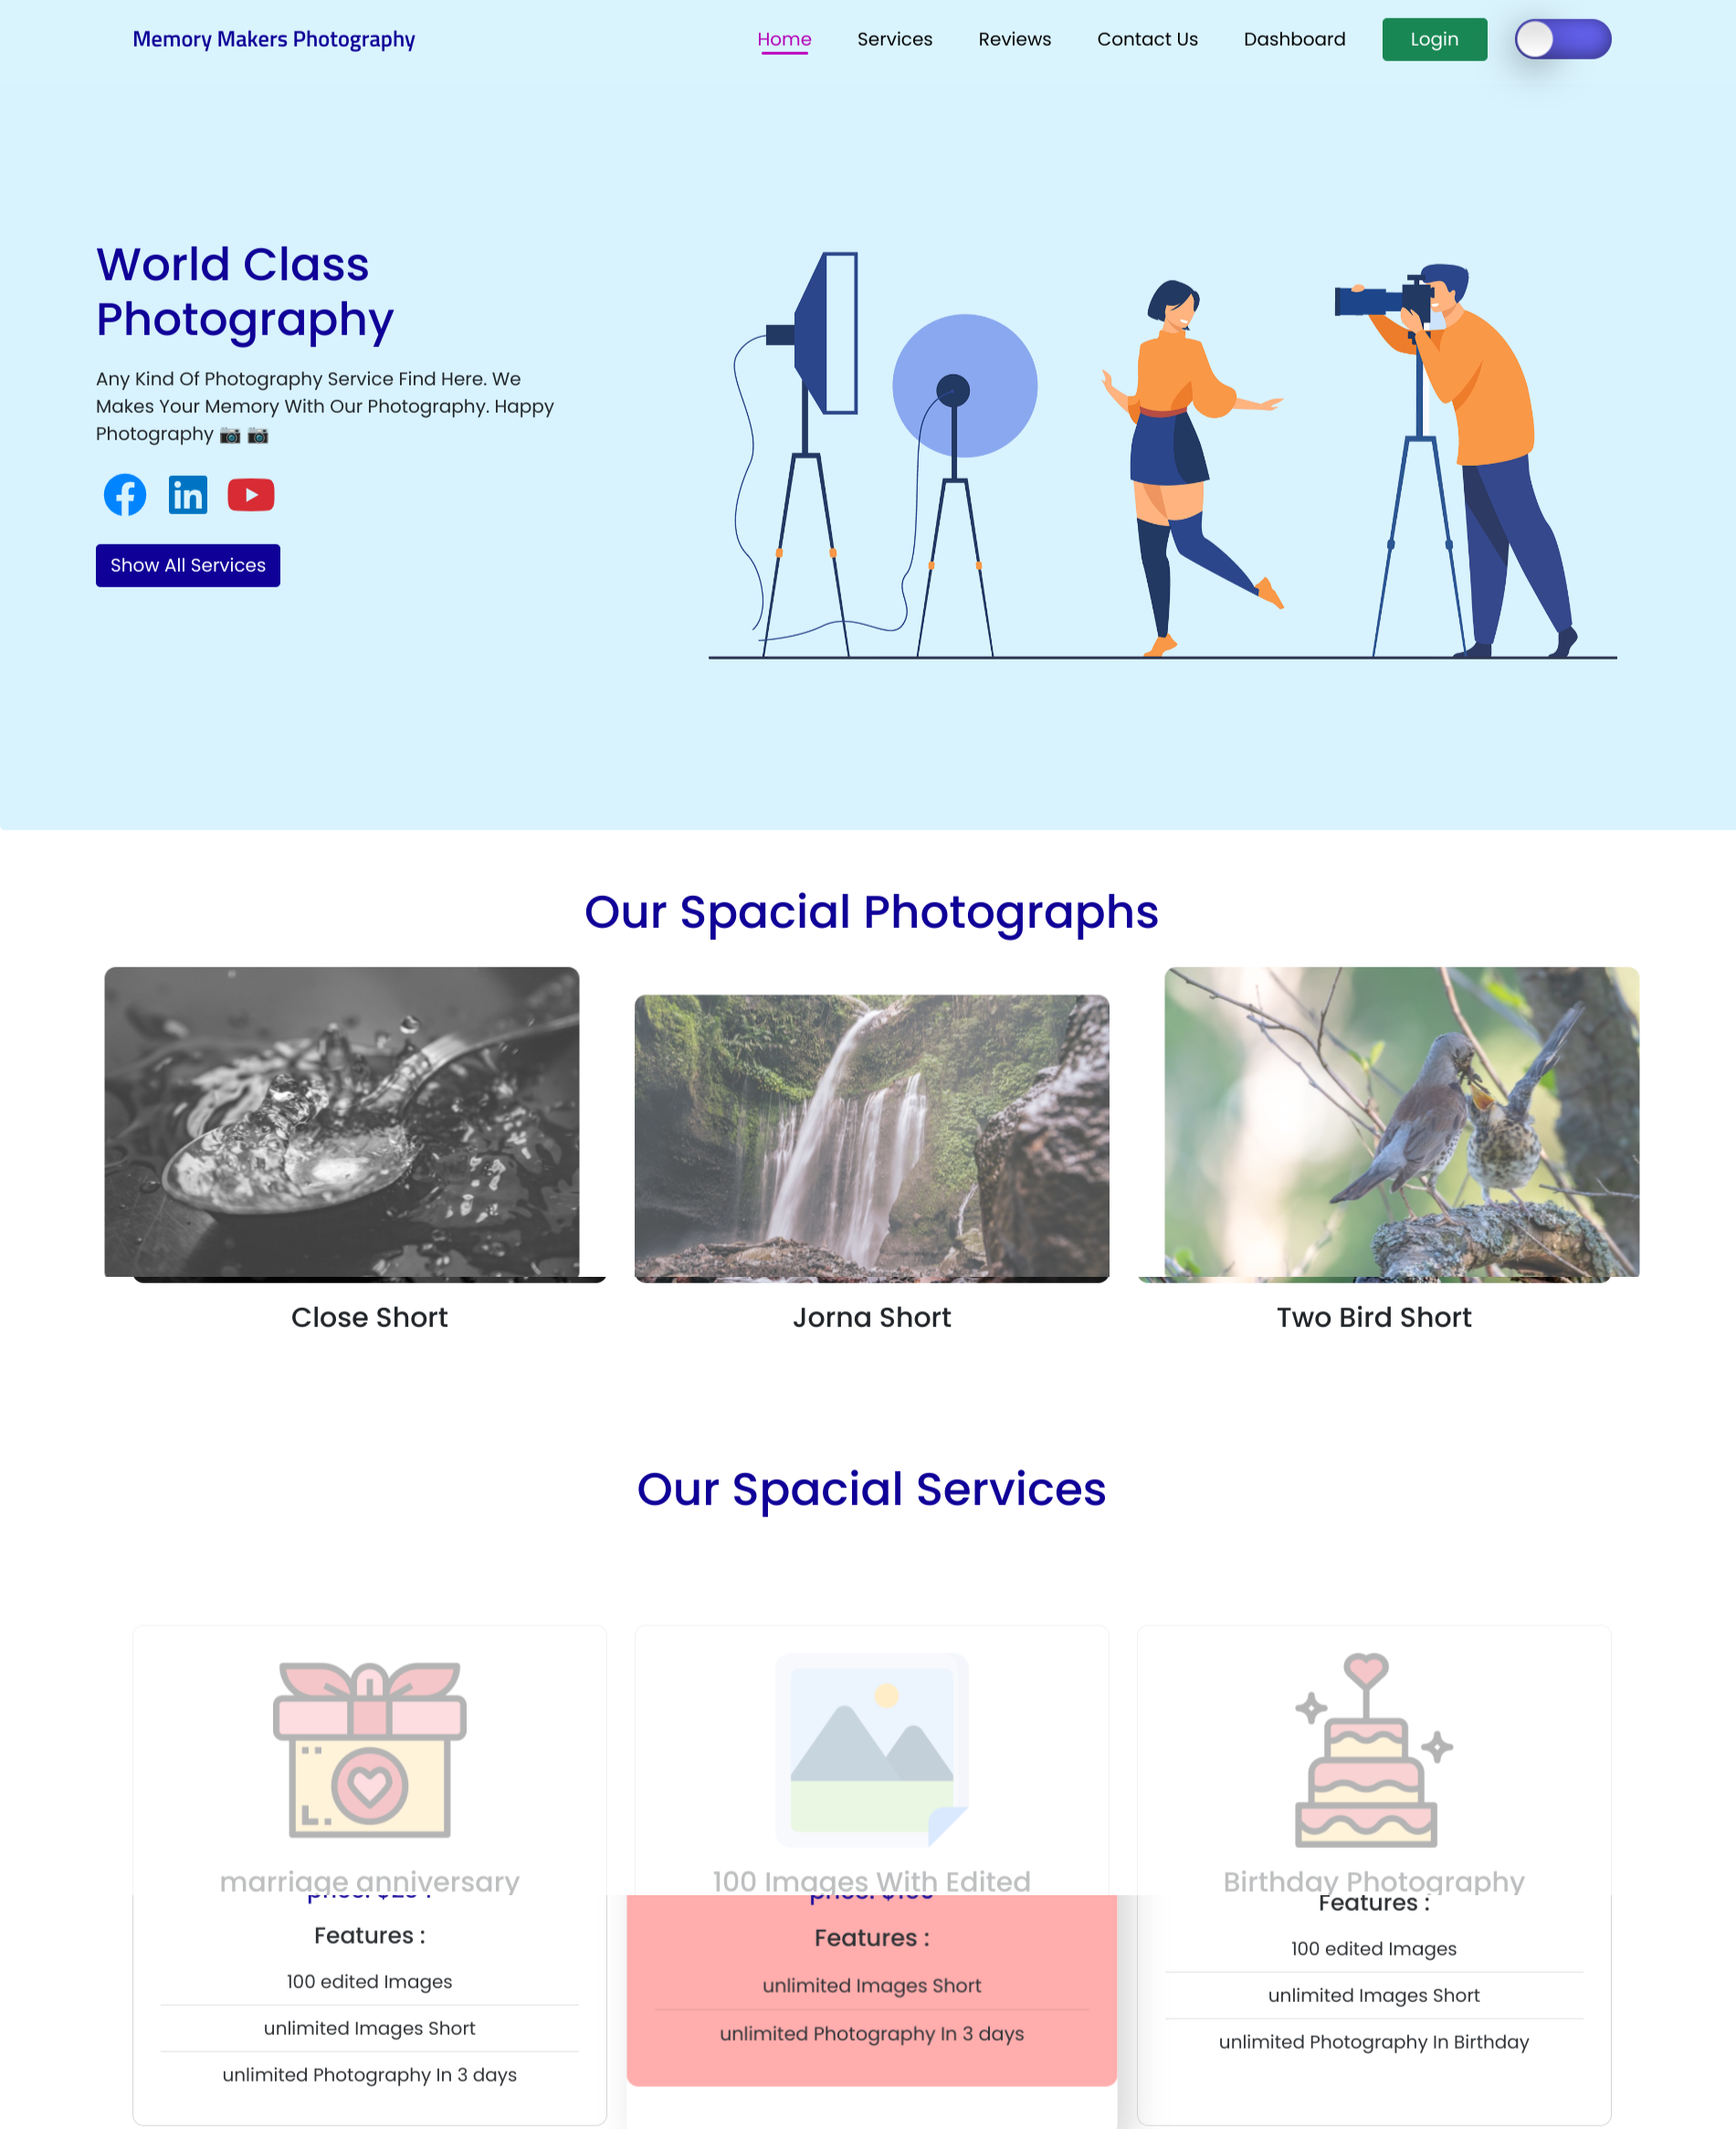 Memory Makers Photography
Home Services Reviews Contact Us Dashboard Login
World Class
Photography
Any Kind Of Photography Service Find Here. We
Makes Your Memory With Our Photography. Happy
Photography 📷 📷
Show All Services
Our Spacial Photographs
Close Short
Jorna Short
Two Bird Short
Our Spacial Services
marriage anniversary
Features :
100 edited Images
unlimited Images Short
unlimited Photography In 3 days
100 Images With Edited
Features :
unlimited Images Short
unlimited Photography In 3 days
Birthday Photography
Features :
100 edited Images
unlimited Images Short
unlimited Photography In Birthday